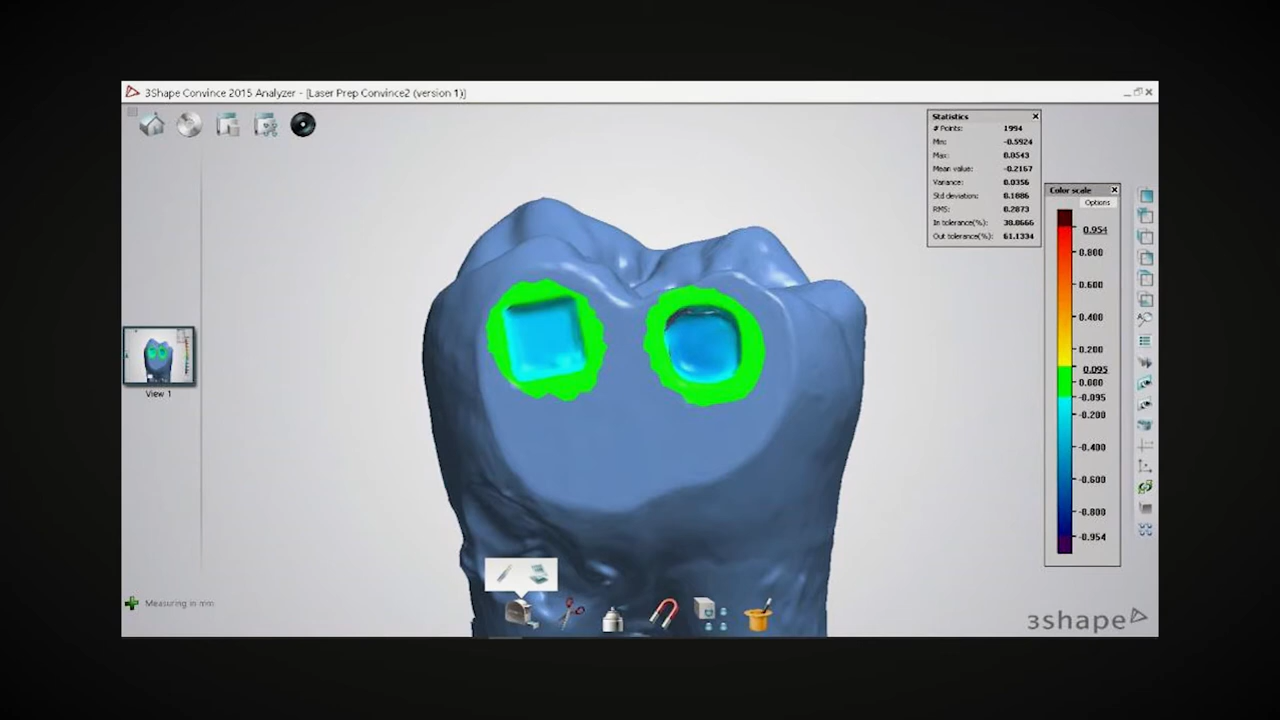 3Shape Convince 2015 Analyzer - [Laser Prep Convince2 (version 1)]
Statistics
# Points: 1994
Min: -0.5924
Max: 0.0543
Mean value: -0.2167
Variance: 0.0356
Std deviation: 0.1886
RMS: 0.2873
In tolerance(%): 38.8666
Out tolerance(%): 61.1334
Color scale
Options
0.954
0.800
0.600
0.400
0.200
0.095
0.000
-0.095
-0.200
-0.400
-0.600
-0.800
-0.954
View 1
Measuring in mm
3shape